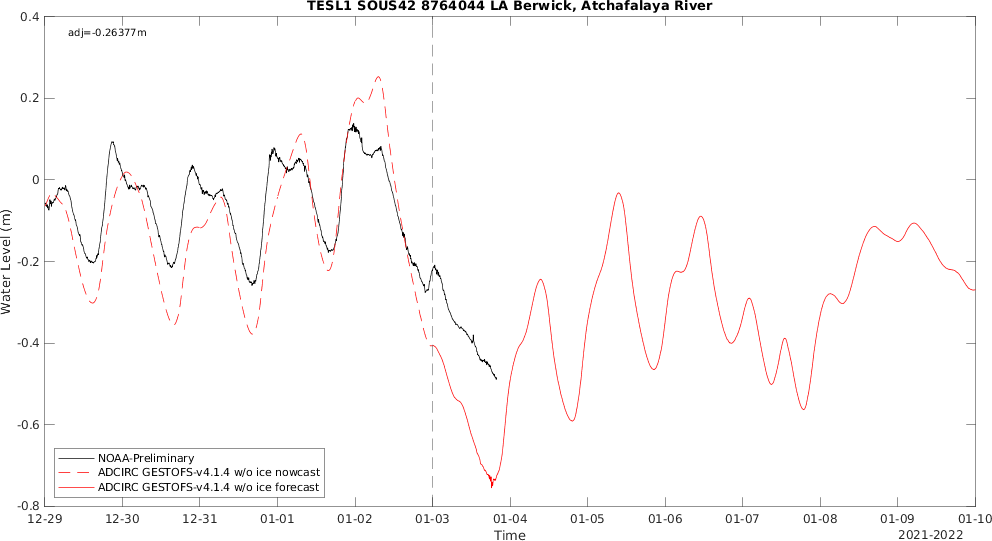 TESL1 SOUS42 8764044 LA Berwick, Atchafalaya River
adj=-0.26377m
0.4
0.2
0
-0.2
-0.4
-0.6
-0.8
Water Level (m)
NOAA-Preliminary
ADCIRC GESTOFS-v4.1.4 w/o ice nowcast
ADCIRC GESTOFS-v4.1.4 w/o ice forecast
12-29 12-30 12-31 01-01 01-02 01-03 01-04 01-05 01-06 01-07 01-08 01-09 01-10
Time
2021-2022